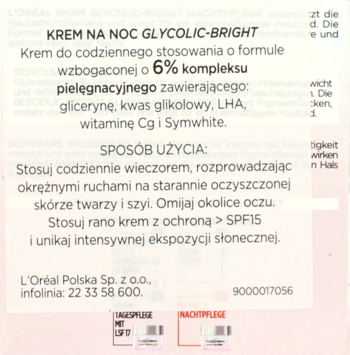 KREM NA NOC GLYCOLIC-BRIGHT
Krem do codziennego stosowania o formule
wzbogaconej o 6% kompleksu
pielęgnacyjnego zawierającego:
glicerynę, kwas glikolowy, LHA,
witaminę Cg i Symwhite.
SPOSÓB UŻYCIA:
Stosuj codziennie wieczorem, rozprowadzając
okrężnymi ruchami na starannie oczyszczonej
skórze twarzy i szyi. Omijaj okolice oczu.
Stosuj rano krem z ochroną > SPF15
i unikaj intensywnej ekspozycji słonecznej.
L'Oréal Polska Sp. z o.o.,
infolinia: 22 33 58 600.
9000017056
TAGESPFLEGE
MIT
LSF 17
NACHTPFLEGE